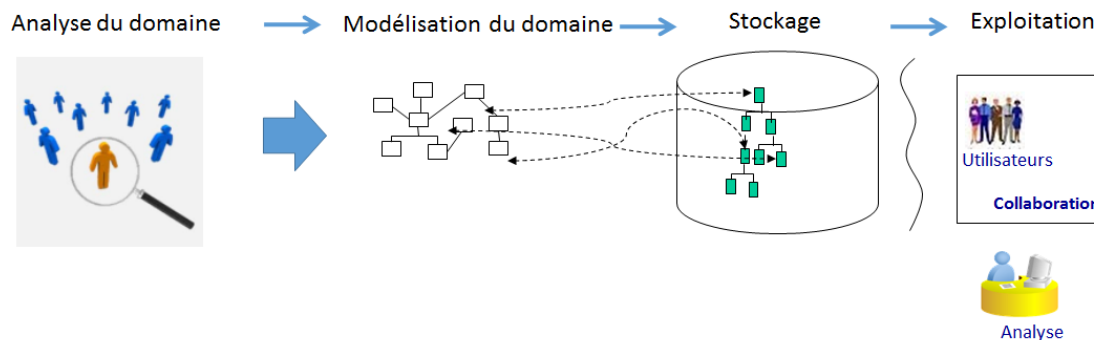 Analyse du domaine
Modélisation du domaine
Stockage
Exploitation
Utilisateurs
Collaboration
Analyse